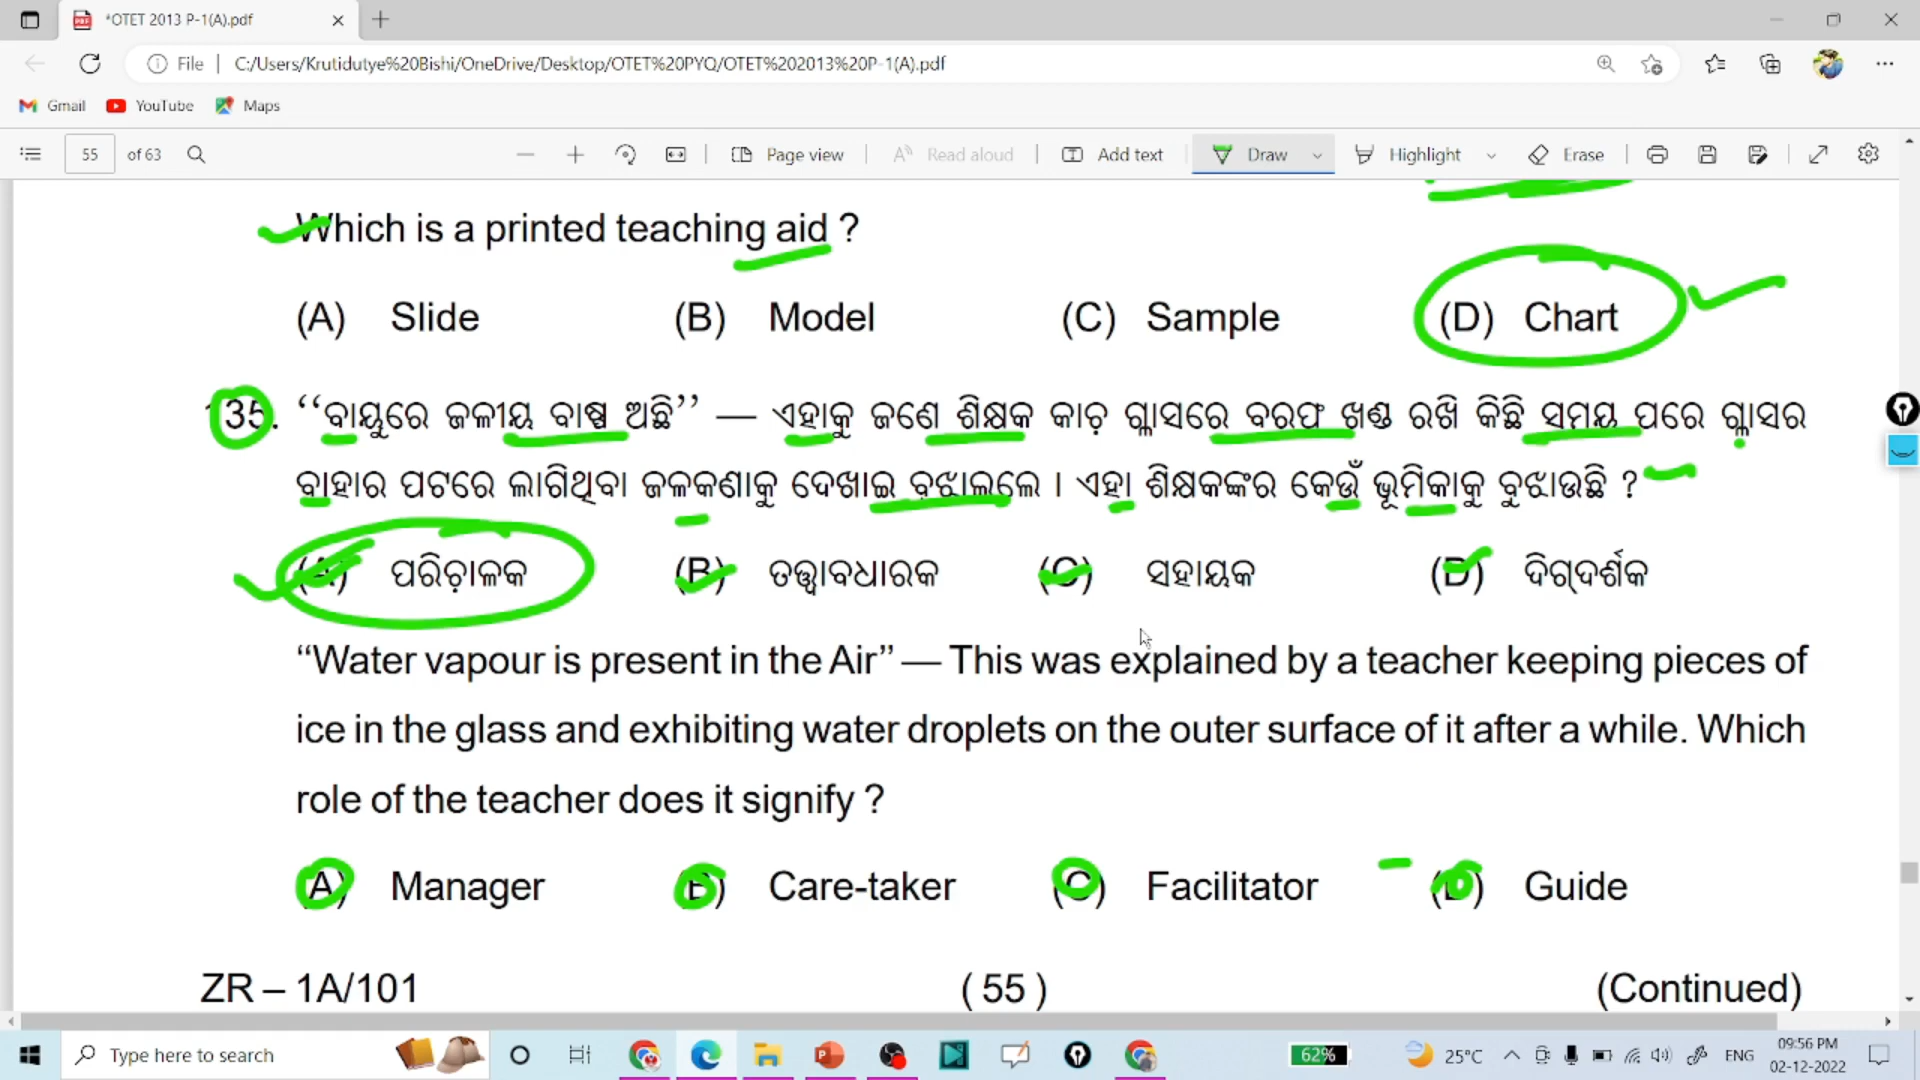 *OTET 2013 P-1(A).pdf
File | C:/Users/Krutidutye%20Bishi/OneDrive/Desktop/OTET%20PYQ/OTET%202013%20P-1(A).pdf
Gmail YouTube Maps
55 of 63 Page view Read aloud Add text Draw Highlight Erase
Which is a printed teaching aid ?
(A) Slide (B) Model (C) Sample (D) Chart
135. ‘‘ବାୟୁରେ ଜଳୀୟ ବାଷ୍ପ ଅଛି’’ — ଏହାକୁ ଜଣେ ଶିକ୍ଷକ କାଚ଼ ଗ୍ଲାସରେ ବରଫ ଖଣ୍ଡ ରଖି କିଛି ସମୟ ପରେ ଗ୍ଲାସର
ବାହାର ପଟରେ ଲାଗିଥିବା ଜଳକଣାକୁ ଦେଖାଇ ବୁଝାଇଲେ । ଏହା ଶିକ୍ଷକଙ୍କର କେଉଁ ଭୂମିକାକୁ ବୁଝାଉଛି ?
(A) ପରିଚ଼ାଳକ (B) ତତ୍ତ୍ୱାବଧାରକ (C) ସହାୟକ (D) ଦିଗ୍‌ଦର୍ଶକ
‘‘Water vapour is present in the Air’’ — This was explained by a teacher keeping pieces of
ice in the glass and exhibiting water droplets on the outer surface of it after a while. Which
role of the teacher does it signify ?
(A) Manager (B) Care-taker (C) Facilitator (D) Guide
ZR – 1A/101 ( 55 ) (Continued)
Type here to search 62% 25°C ENG 09:56 PM
02-12-2022